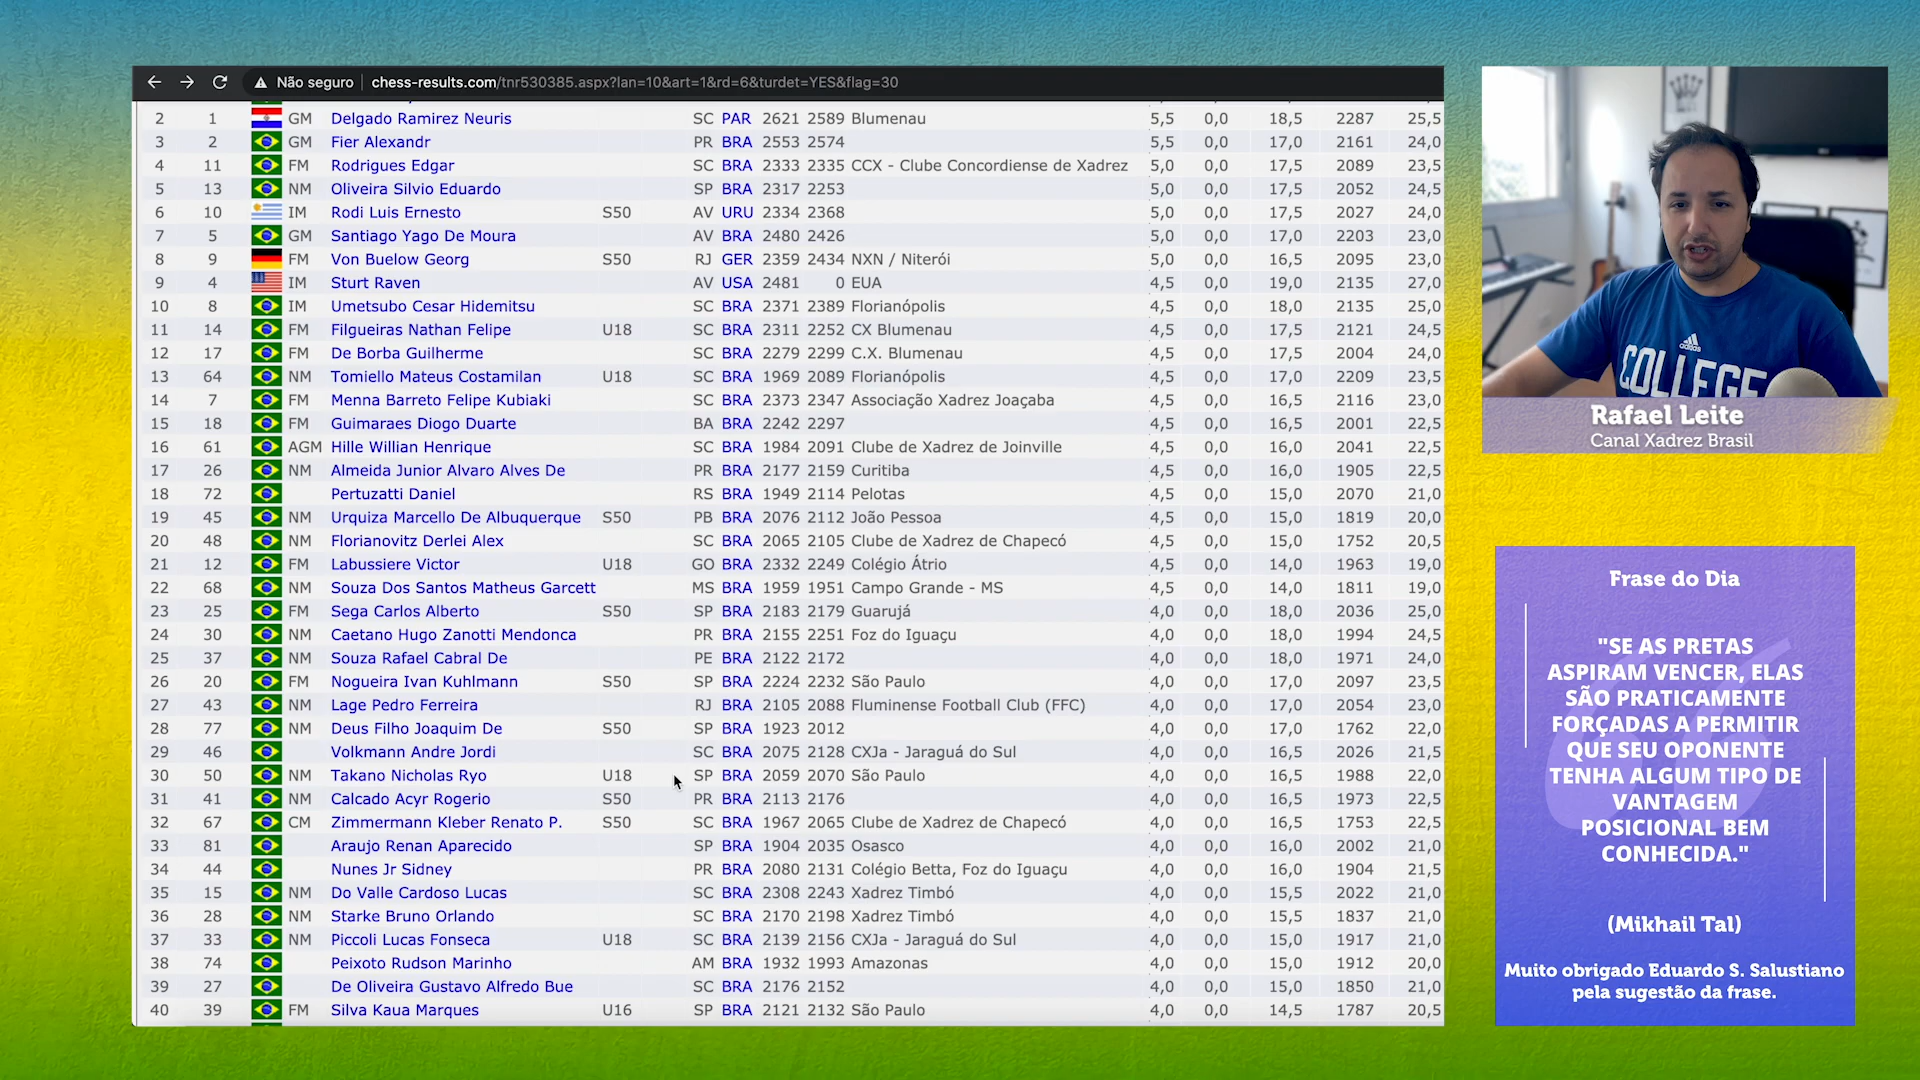 Não seguro | chess-results.com/tnr530385.aspx?lan=10&art=1&rd=6&turdet=YES&flag=30
2 1 GM Delgado Ramirez Neuris SC PAR 2621 2589 Blumenau 5,5 0,0 18,5 2287 25,5
3 2 GM Fier Alexandr PR BRA 2553 2574 5,5 0,0 17,0 2161 24,0
4 11 FM Rodrigues Edgar SC BRA 2333 2335 CCX - Clube Concordiense de Xadrez 5,0 0,0 17,5 2089 23,5
5 13 NM Oliveira Silvio Eduardo SP BRA 2317 2253 5,0 0,0 17,5 2052 24,5
6 10 IM Rodi Luis Ernesto S50 AV URU 2334 2368 5,0 0,0 17,5 2027 24,0
7 5 GM Santiago Yago De Moura AV BRA 2480 2426 5,0 0,0 17,0 2203 23,0
8 9 FM Von Buelow Georg S50 RJ GER 2359 2434 NXN / Niterói 5,0 0,0 16,5 2095 23,0
9 4 IM Sturt Raven AV USA 2481 0 EUA 4,5 0,0 19,0 2135 27,0
10 8 IM Umetsubo Cesar Hidemitsu SC BRA 2371 2389 Florianópolis 4,5 0,0 18,0 2135 25,0
11 14 FM Filgueiras Nathan Felipe U18 SC BRA 2311 2252 CX Blumenau 4,5 0,0 17,5 2121 24,5
12 17 FM De Borba Guilherme SC BRA 2279 2299 C.X. Blumenau 4,5 0,0 17,5 2004 24,0
13 64 NM Tomiello Mateus Costamilan U18 SC BRA 1969 2089 Florianópolis 4,5 0,0 17,0 2209 23,5
14 7 FM Menna Barreto Felipe Kubiaki SC BRA 2373 2347 Associação Xadrez Joaçaba 4,5 0,0 16,5 2116 23,0
15 18 FM Guimaraes Diogo Duarte BA BRA 2242 2297 4,5 0,0 16,5 2001 22,5
16 61 AGM Hille Willian Henrique SC BRA 1984 2091 Clube de Xadrez de Joinville 4,5 0,0 16,0 2041 22,5
17 26 NM Almeida Junior Alvaro Alves De PR BRA 2177 2159 Curitiba 4,5 0,0 16,0 1905 22,5
18 72 Pertuzatti Daniel RS BRA 1949 2114 Pelotas 4,5 0,0 15,0 2070 21,0
19 45 NM Urquiza Marcello De Albuquerque S50 PB BRA 2076 2112 João Pessoa 4,5 0,0 15,0 1819 20,0
20 48 NM Florianovitz Derlei Alex SC BRA 2065 2105 Clube de Xadrez de Chapecó 4,5 0,0 15,0 1752 20,5
21 12 FM Labussiere Victor U18 GO BRA 2332 2249 Colégio Átrio 4,5 0,0 14,0 1963 19,0
22 68 NM Souza Dos Santos Matheus Garcett MS BRA 1959 1951 Campo Grande - MS 4,5 0,0 14,0 1811 19,0
23 25 FM Sega Carlos Alberto S50 SP BRA 2183 2179 Guarujá 4,0 0,0 18,0 2036 25,0
24 30 NM Caetano Hugo Zanotti Mendonca PR BRA 2155 2251 Foz do Iguaçu 4,0 0,0 18,0 1994 24,5
25 37 NM Souza Rafael Cabral De PE BRA 2122 2172 4,0 0,0 18,0 1971 24,0
26 20 FM Nogueira Ivan Kuhlmann S50 SP BRA 2224 2232 São Paulo 4,0 0,0 17,0 2097 23,5
27 43 NM Lage Pedro Ferreira RJ BRA 2105 2088 Fluminense Football Club (FFC) 4,0 0,0 17,0 2054 23,0
28 77 NM Deus Filho Joaquim De S50 SP BRA 1923 2012 4,0 0,0 17,0 1762 22,0
29 46 Volkmann Andre Jordi SC BRA 2075 2128 CXJa - Jaraguá do Sul 4,0 0,0 16,5 2026 21,5
30 50 NM Takano Nicholas Ryo U18 SP BRA 2059 2070 São Paulo 4,0 0,0 16,5 1988 22,0
31 41 NM Calcado Acyr Rogerio S50 PR BRA 2113 2176 4,0 0,0 16,5 1973 22,5
32 67 CM Zimmermann Kleber Renato P. S50 SC BRA 1967 2065 Clube de Xadrez de Chapecó 4,0 0,0 16,5 1753 22,5
33 81 Araujo Renan Aparecido SP BRA 1904 2035 Osasco 4,0 0,0 16,0 2002 21,0
34 44 Nunes Jr Sidney PR BRA 2080 2131 Colégio Betta, Foz do Iguaçu 4,0 0,0 16,0 1904 21,5
35 15 NM Do Valle Cardoso Lucas SC BRA 2308 2243 Xadrez Timbó 4,0 0,0 15,5 2022 21,0
36 28 NM Starke Bruno Orlando SC BRA 2170 2198 Xadrez Timbó 4,0 0,0 15,5 1837 21,0
37 33 NM Piccoli Lucas Fonseca U18 SC BRA 2139 2156 CXJa - Jaraguá do Sul 4,0 0,0 15,5 1917 21,0
38 74 Peixoto Rudson Marinho AM BRA 1932 1993 Amazonas 4,0 0,0 15,0 1912 20,0
39 27 De Oliveira Gustavo Alfredo Bue SC BRA 2176 2152 4,0 0,0 15,0 1850 21,0
40 39 FM Silva Kaua Marques U16 SP BRA 2121 2132 São Paulo 4,0 0,0 14,5 1787 20,5
adidas
COLLEGE
Rafael Leite
Canal Xadrez Brasil
Frase do Dia
"SE AS PRETAS
ASPIRAM VENCER, ELAS
SÃO PRATICAMENTE
FORÇADAS A PERMITIR
QUE SEU OPONENTE
TENHA ALGUM TIPO DE
VANTAGEM
POSICIONAL BEM
CONHECIDA."
(Mikhail Tal)
Muito obrigado Eduardo S. Salustiano
pela sugestão da frase.